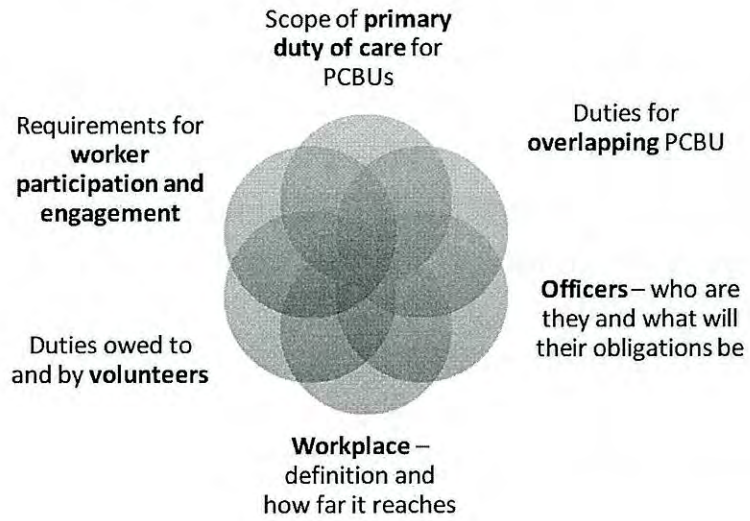 Scope of primary
duty of care for
PCBUs
Duties for
overlapping PCBU
Officers – who are
they and what will
their obligations be
Workplace –
definition and
how far it reaches
Duties owed to
and by volunteers
Requirements for
worker
participation and
engagement